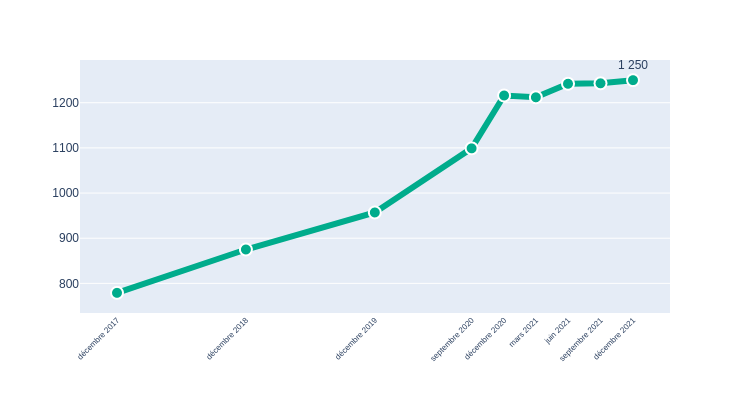 1 250
1200
1100
1000
900
800
décembre 2017
décembre 2018
décembre 2019
septembre 2020
décembre 2020
mars 2021
juin 2021
septembre 2021
décembre 2021